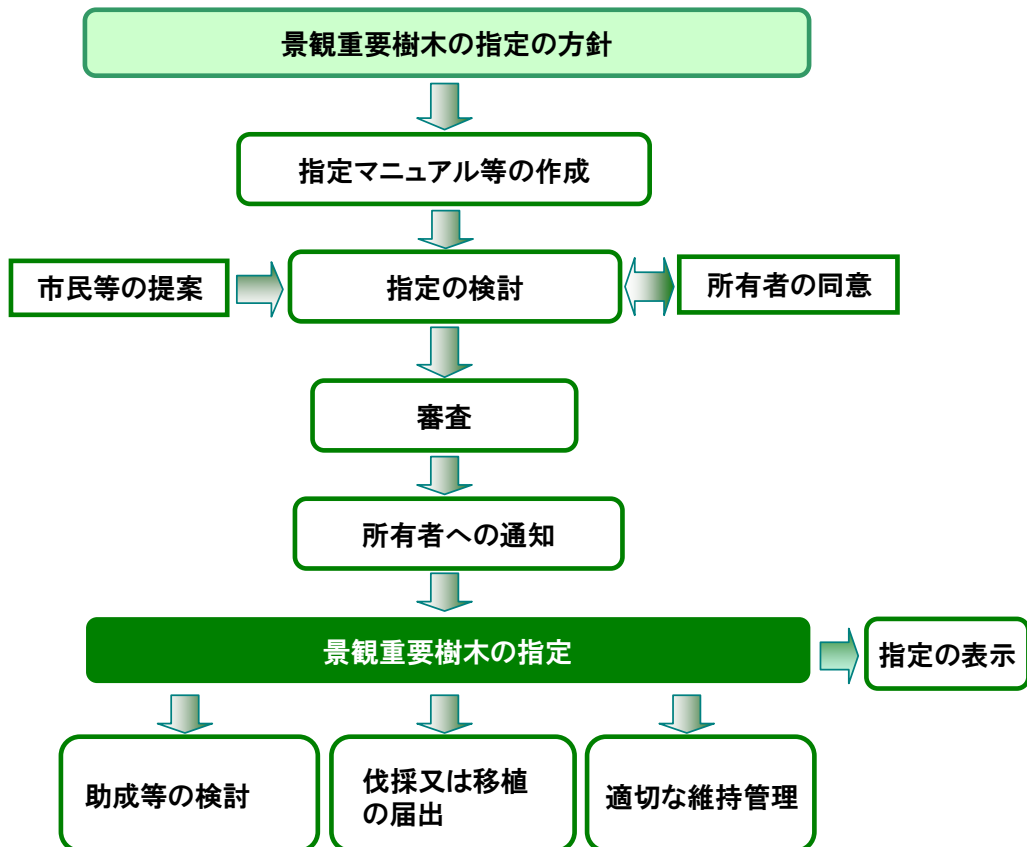 景観重要樹木の指定の方針
指定マニュアル等の作成
市民等の提案
指定の検討
所有者の同意
審査
所有者への通知
景観重要樹木の指定
指定の表示
助成等の検討
伐採又は移植
の届出
適切な維持管理